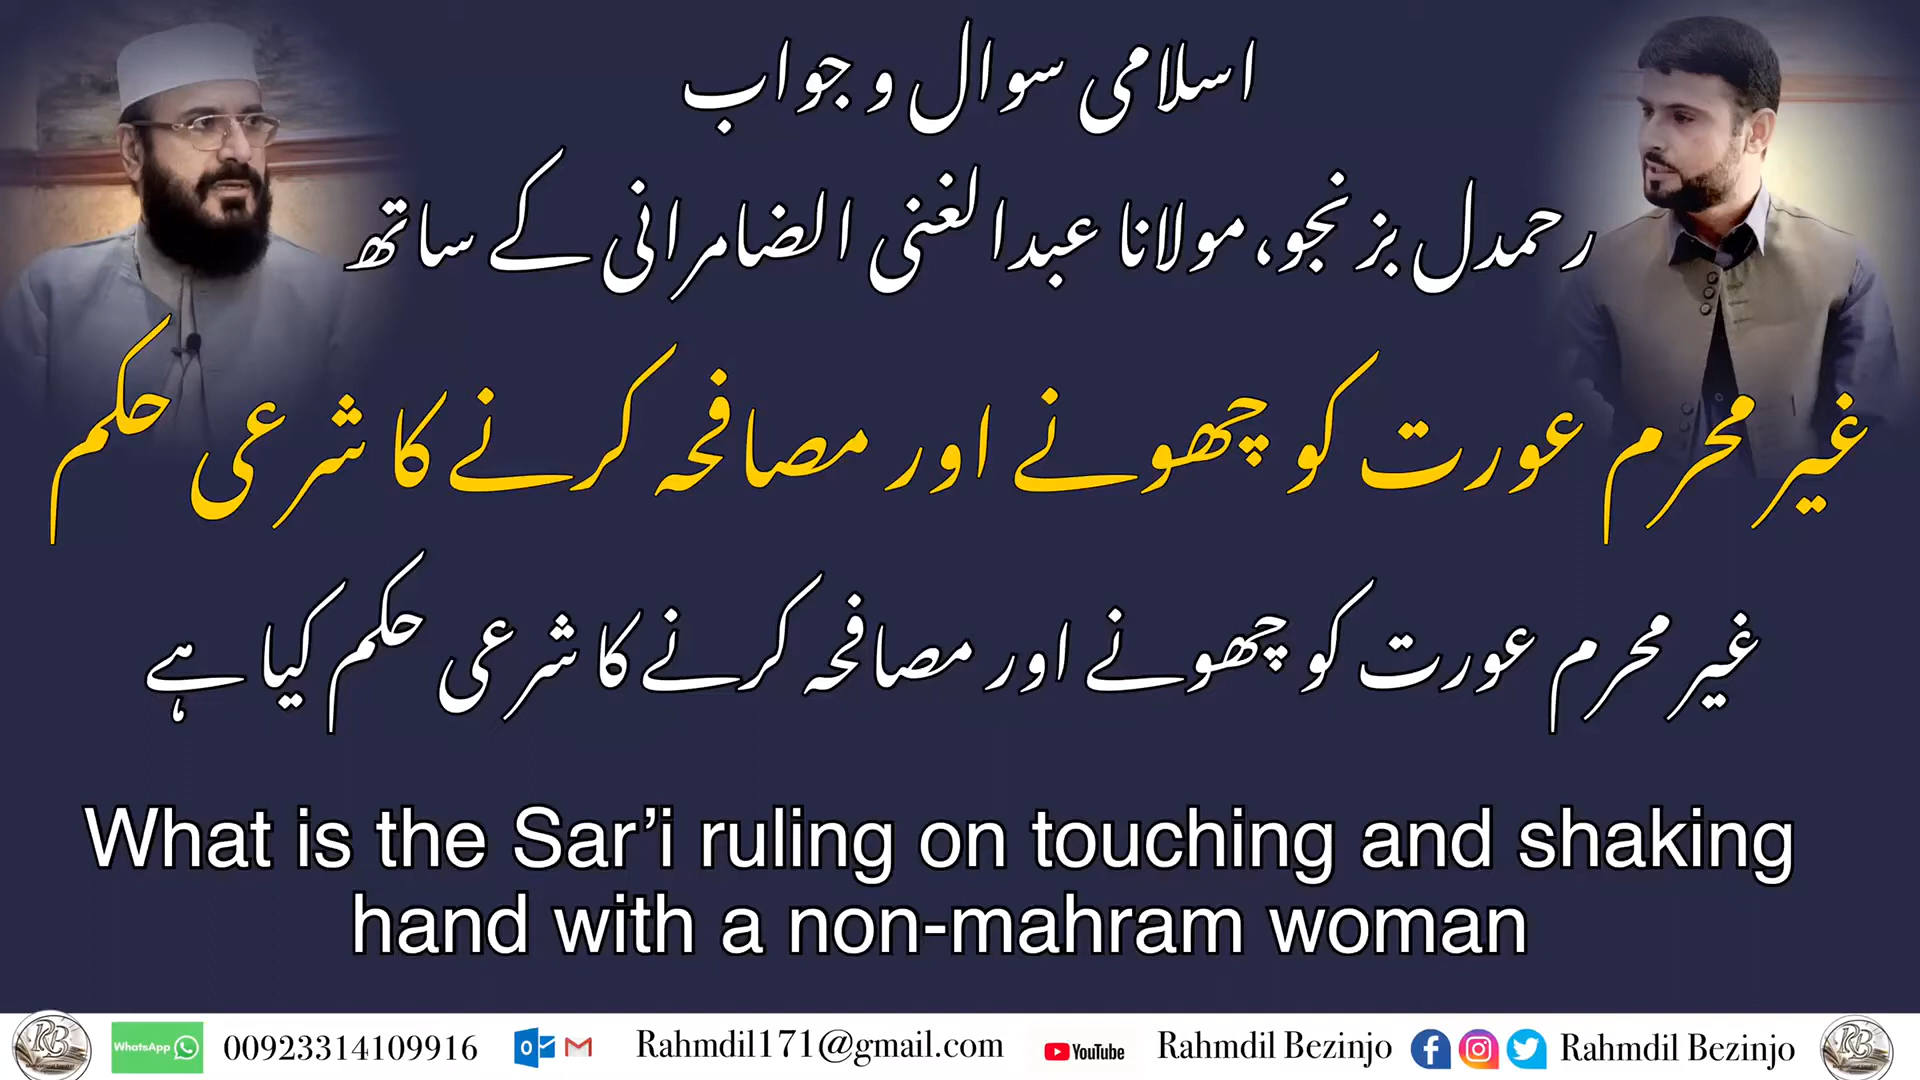 اسلامی سوال و جواب
رحمدل بزنجو، مولانا عبدالغنی الضامرانی کے ساتھ
غیر محرم عورت کو چھونے اور مصافحہ کرنے کا شرعی حکم
غیر محرم عورت کو چھونے اور مصافحہ کرنے کا شرعی حکم کیا ہے
What is the Sar’i ruling on touching and shaking
hand with a non-mahram woman
RB WhatsApp 00923314109916 Rahmdil171@gmail.com YouTube Rahmdil Bezinjo Rahmdil Bezinjo RB